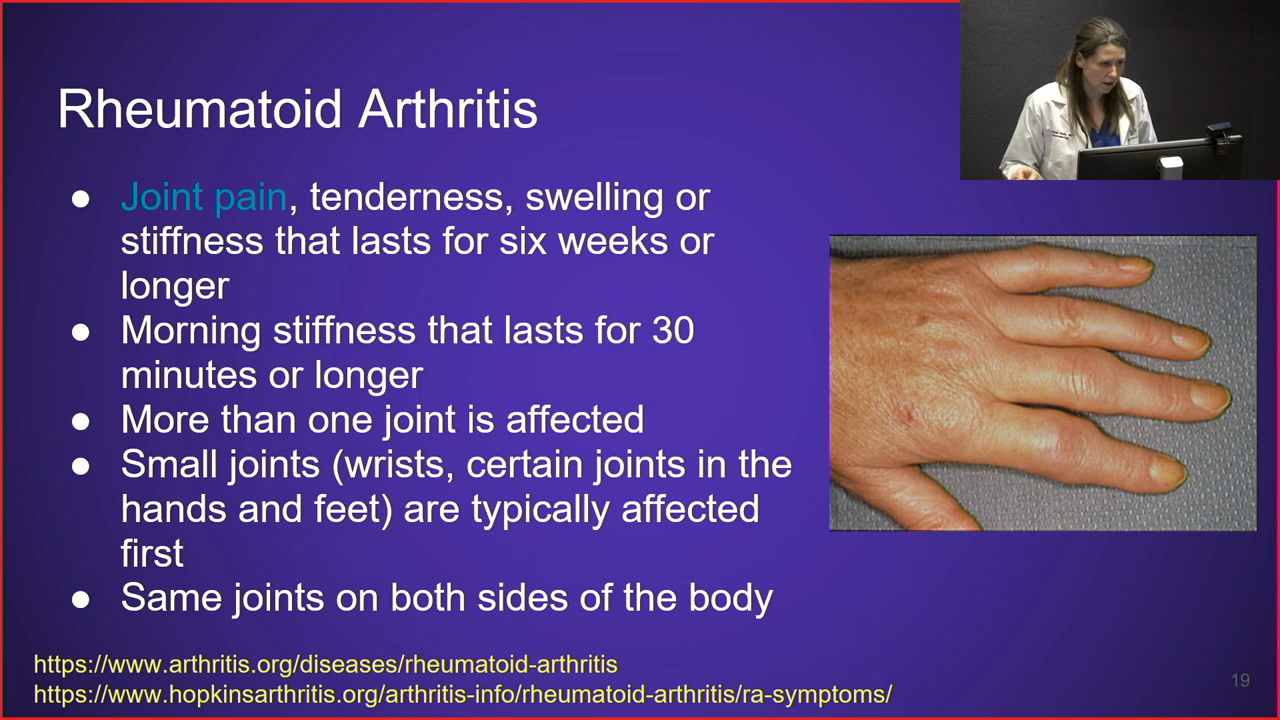 Rheumatoid Arthritis
● Joint pain, tenderness, swelling or
stiffness that lasts for six weeks or
longer
● Morning stiffness that lasts for 30
minutes or longer
● More than one joint is affected
● Small joints (wrists, certain joints in the
hands and feet) are typically affected
first
● Same joints on both sides of the body
https://www.arthritis.org/diseases/rheumatoid-arthritis
https://www.hopkinsarthritis.org/arthritis-info/rheumatoid-arthritis/ra-symptoms/
19